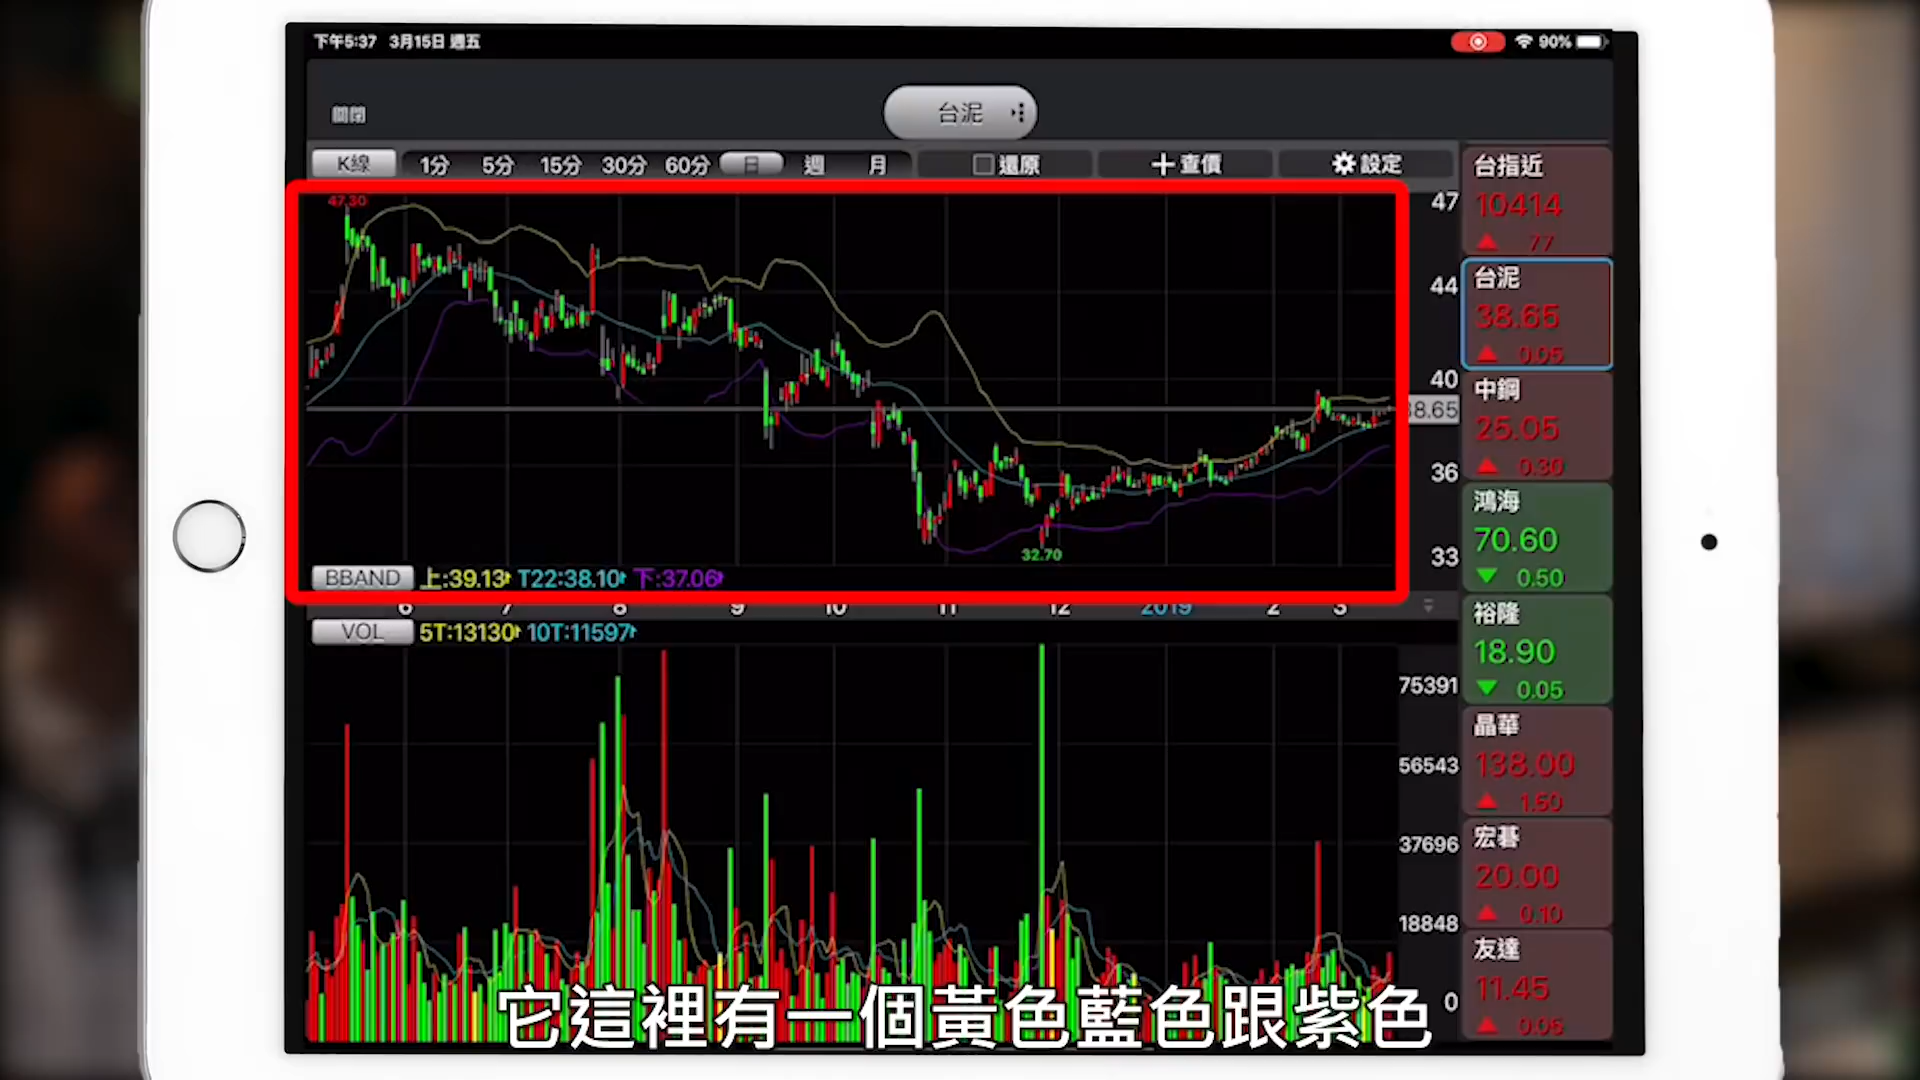 下午5:37 3月15日 週五
90%
關閉
台泥
K線 1分 5分 15分 30分 60分 日 週 月 還原 +查價 設定
47.30
32.70
47
44
40
38.65
36
33
BBAND 上:39.13 T22:38.10 下:37.06
6 7 8 9 10 11 12 2019 2 3
VOL 5T:13130 10T:11597
75391
56543
37696
18848
0
台指近
10414
▲ 77
台泥
38.65
▲ 0.05
中鋼
25.05
▲ 0.30
鴻海
70.60
▼ 0.50
裕隆
18.90
▼ 0.05
晶華
138.00
▲ 1.50
宏碁
20.00
▲ 0.10
友達
11.45
▲ 0.05
它這裡有一個黃色藍色跟紫色